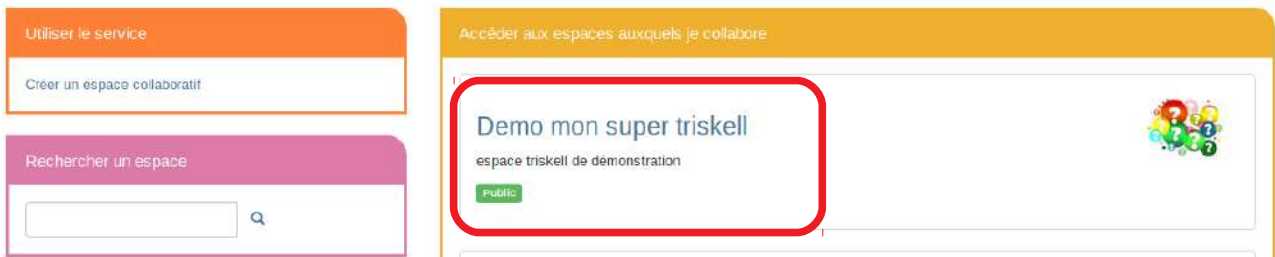 Utiliser le service
Créer un espace collaboratif
Rechercher un espace
Accéder aux espaces auxquels je collabore
Demo mon super triskell
espace triskell de démonstration
Public